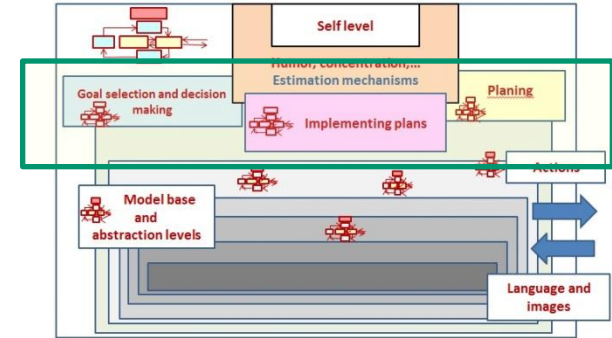 Self level
Humor, concentration,...
Estimation mechanisms
Goal selection and decision
making
Planing
Implementing plans
Actions
Model base
and
abstraction levels
Language and
images